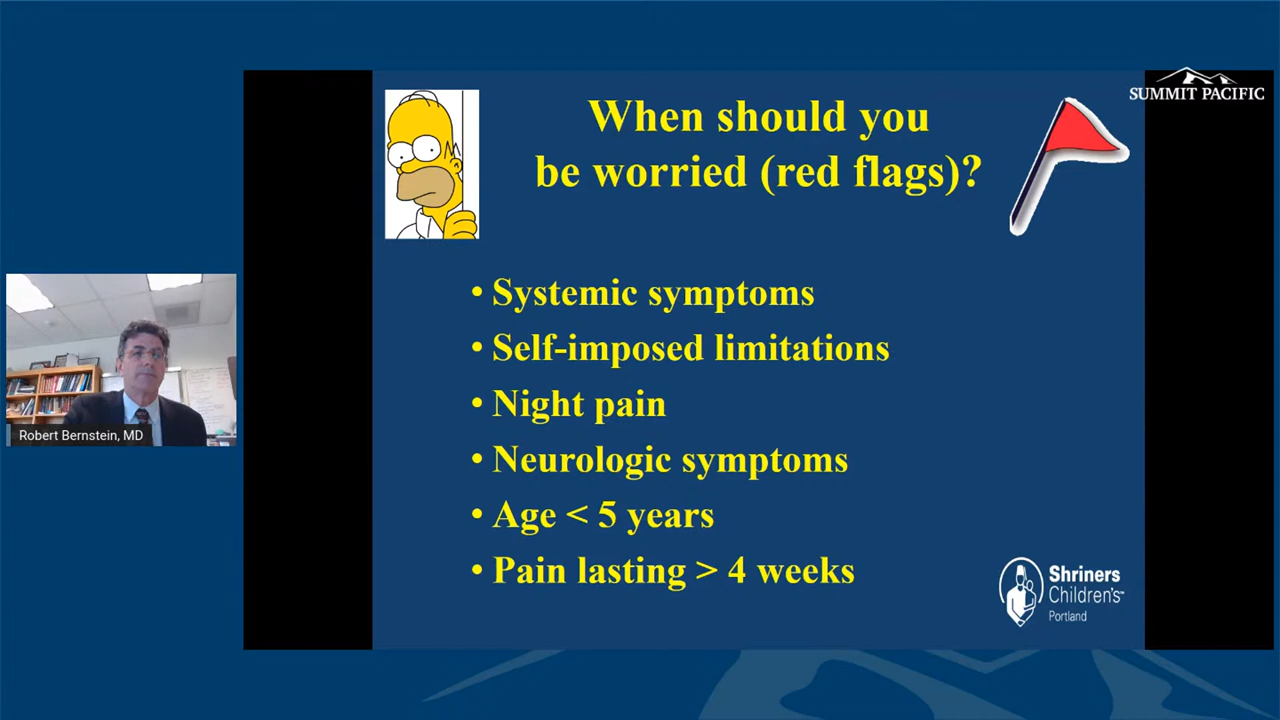 SUMMIT PACIFIC
When should you
be worried (red flags)?
• Systemic symptoms
• Self-imposed limitations
• Night pain
• Neurologic symptoms
• Age < 5 years
• Pain lasting > 4 weeks
Robert Bernstein, MD
Shriners
Children's™
Portland